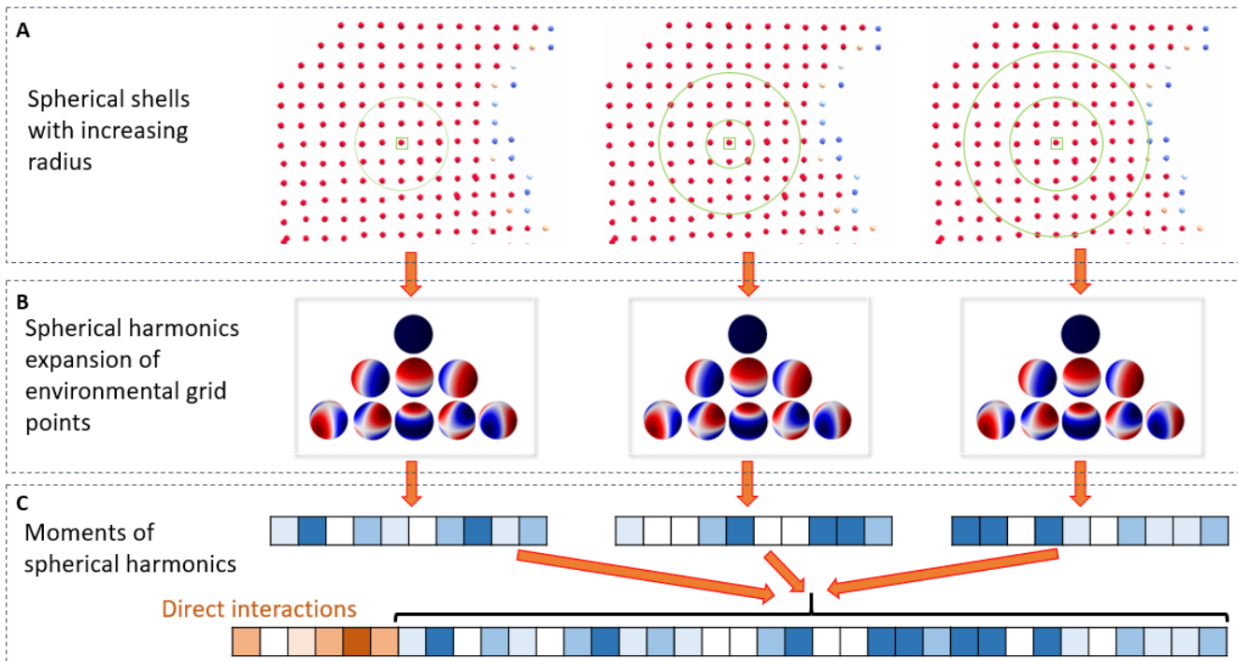 A
Spherical shells
with increasing
radius
B
Spherical harmonics
expansion of
environmental grid
points
C
Moments of
spherical harmonics
Direct interactions